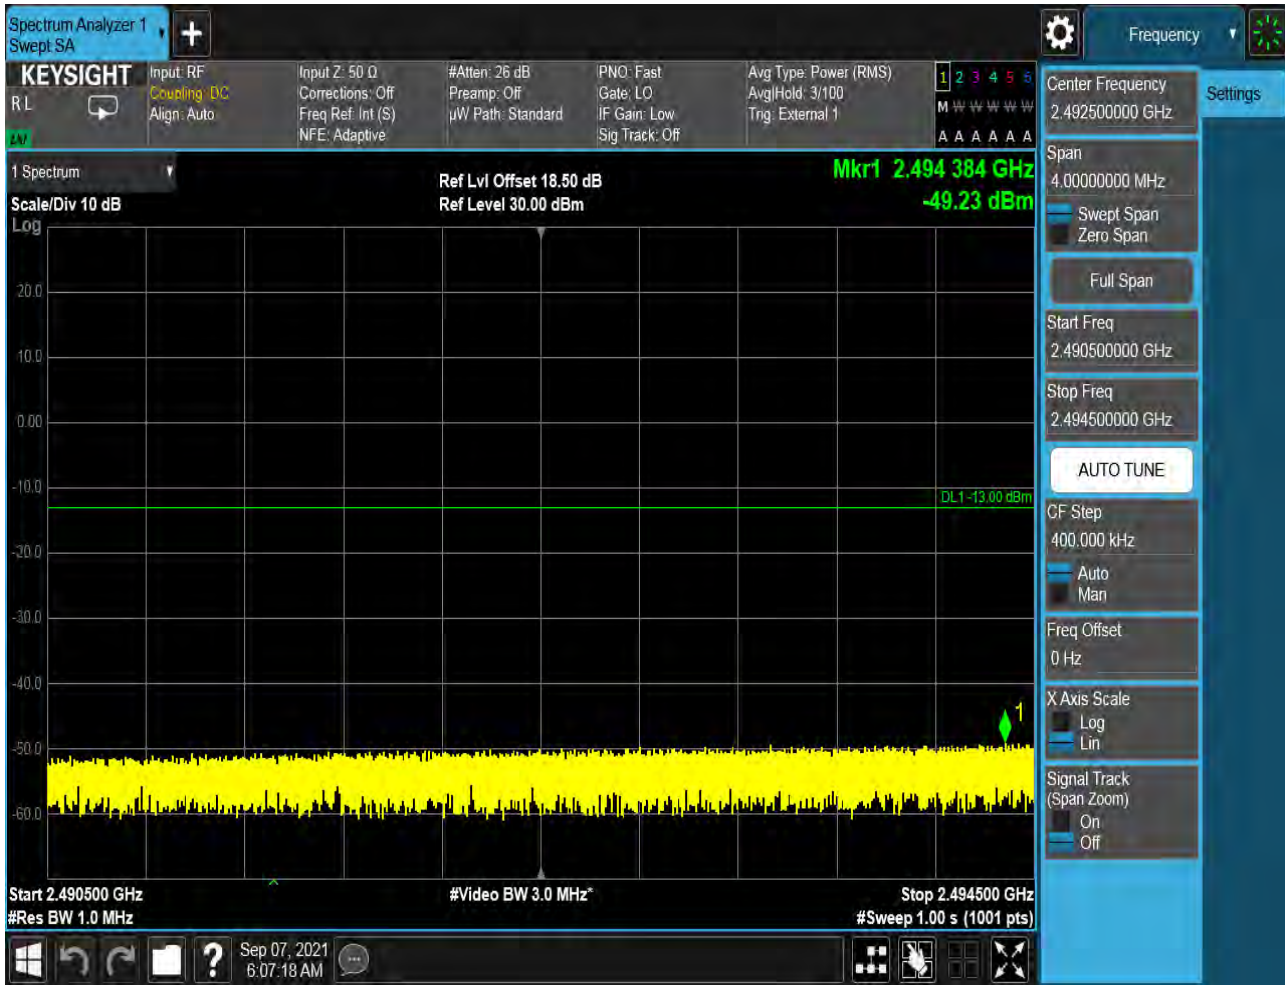 Spectrum Analyzer 1
Swept SA
Frequency
KEYSIGHT
R L
Input: RF
Coupling: DC
Align: Auto
Input Z: 50 Ω
Corrections: Off
Freq Ref: Int (S)
NFE: Adaptive
#Atten: 26 dB
Preamp: Off
µW Path: Standard
PNO: Fast
Gate: LO
IF Gain: Low
Sig Track: Off
Avg Type: Power (RMS)
Avg|Hold: 3/100
Trig: External 1
1 2 3 4 5 6
M W W W W W
A A A A A A
1 Spectrum
Scale/Div 10 dB
Log
Ref Lvl Offset 18.50 dB
Ref Level 30.00 dBm
Mkr1 2.494 384 GHz
-49.23 dBm
20.0
10.0
0.00
-10.0
DL1 -13.00 dBm
-20.0
-30.0
-40.0
1
-50.0
-60.0
Start 2.490500 GHz
#Res BW 1.0 MHz
#Video BW 3.0 MHz*
Stop 2.494500 GHz
#Sweep 1.00 s (1001 pts)
?
Sep 07, 2021
6:07:18 AM
Settings
Center Frequency
2.492500000 GHz
Span
4.00000000 MHz
Swept Span
Zero Span
Full Span
Start Freq
2.490500000 GHz
Stop Freq
2.494500000 GHz
AUTO TUNE
CF Step
400.000 kHz
Auto
Man
Freq Offset
0 Hz
X Axis Scale
Log
Lin
Signal Track
(Span Zoom)
On
Off